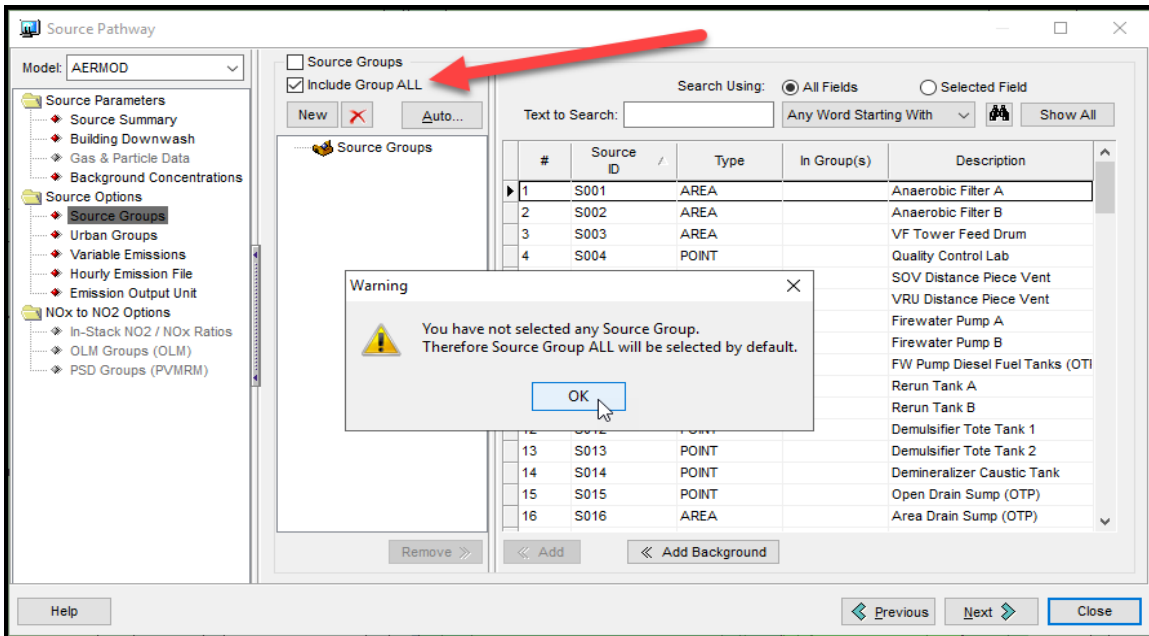 Source Pathway
Model: AERMOD
Source Parameters
Source Summary
Building Downwash
Gas & Particle Data
Background Concentrations
Source Options
Source Groups
Urban Groups
Variable Emissions
Hourly Emission File
Emission Output Unit
NOx to NO2 Options
In-Stack NO2 / NOx Ratios
OLM Groups (OLM)
PSD Groups (PVMRM)
Source Groups
Include Group ALL
New Auto...
Source Groups
Remove
Search Using: All Fields Selected Field
Text to Search: Any Word Starting With Show All
# Source ID Type In Group(s) Description
1 S001 AREA Anaerobic Filter A
2 S002 AREA Anaerobic Filter B
3 S003 AREA VF Tower Feed Drum
4 S004 POINT Quality Control Lab
SOV Distance Piece Vent
VRU Distance Piece Vent
Firewater Pump A
Firewater Pump B
FW Pump Diesel Fuel Tanks (OT
Rerun Tank A
Rerun Tank B
12 S012 POINT Demulsifier Tote Tank 1
13 S013 POINT Demulsifier Tote Tank 2
14 S014 POINT Demineralizer Caustic Tank
15 S015 POINT Open Drain Sump (OTP)
16 S016 AREA Area Drain Sump (OTP)
Add Add Background
Warning
You have not selected any Source Group.
Therefore Source Group ALL will be selected by default.
OK
Help Previous Next Close